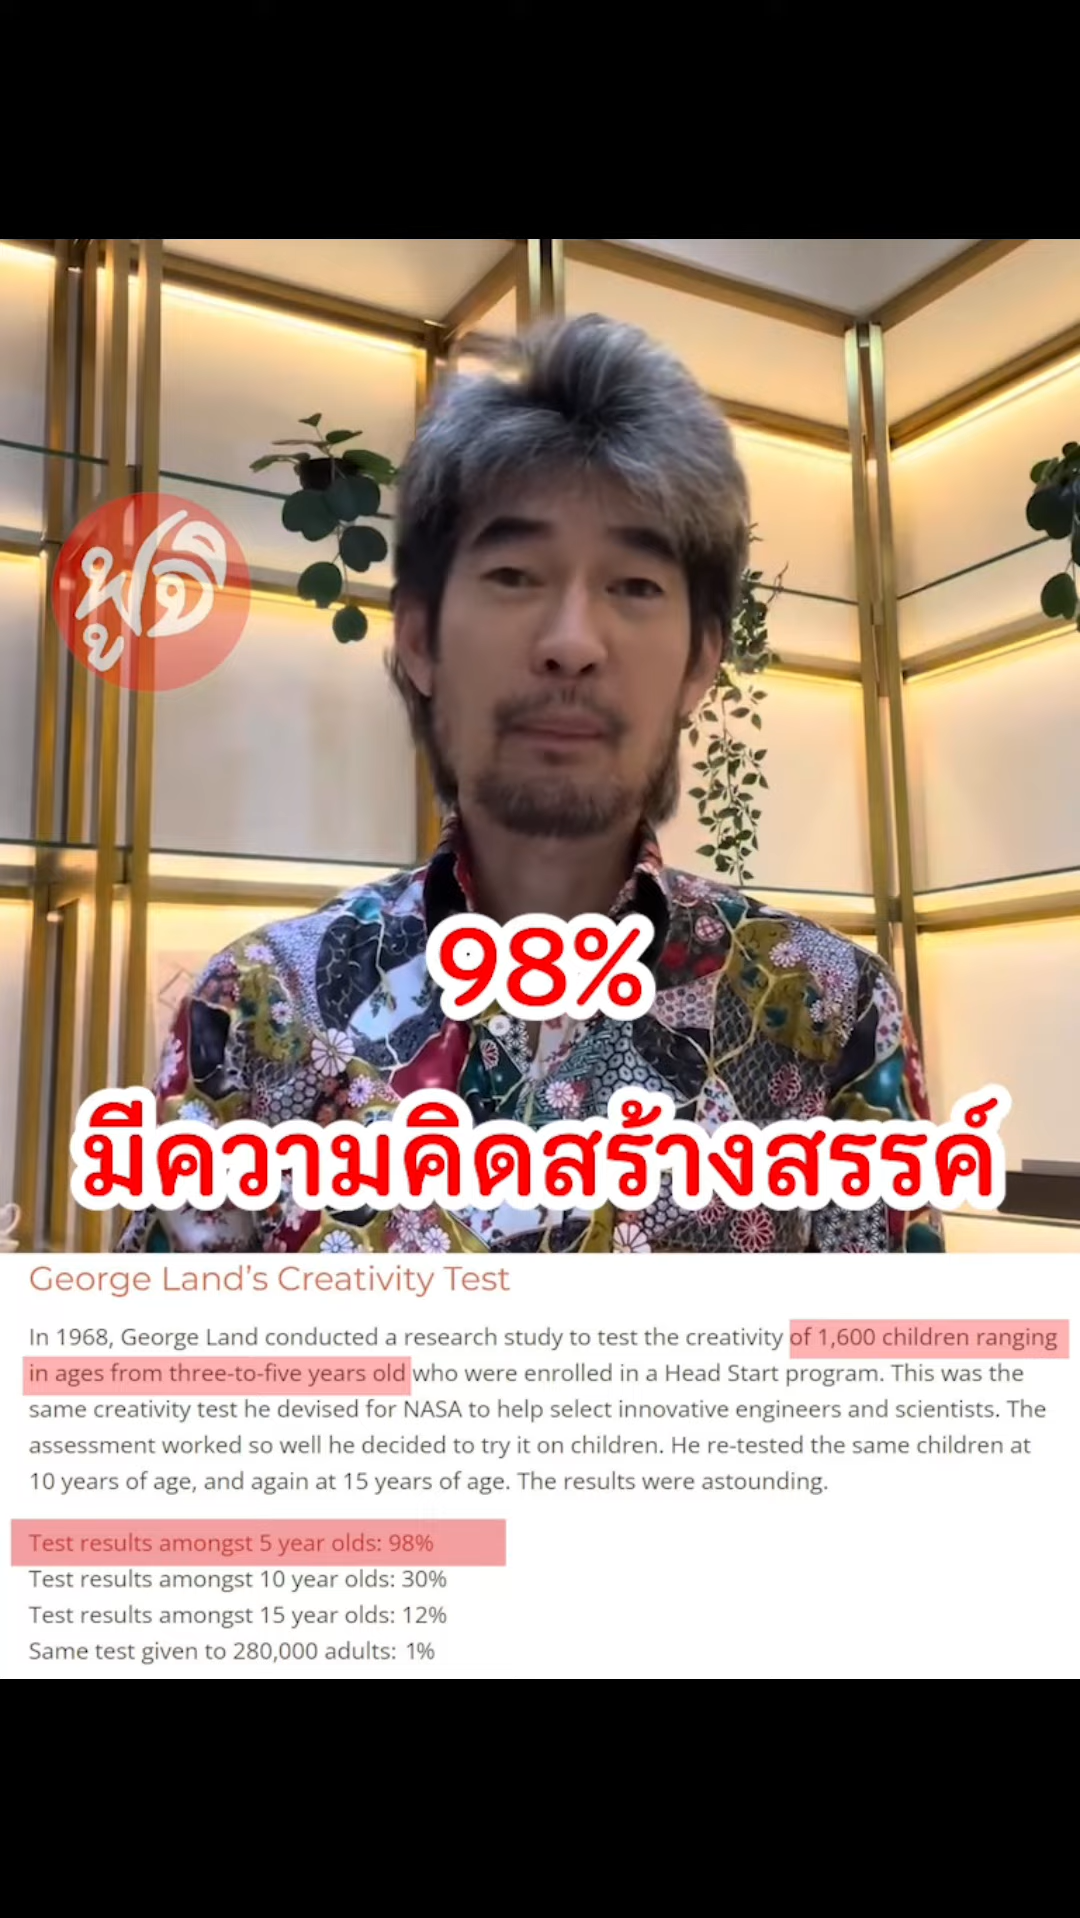 98%
มีความคิดสร้างสรรค์
George Land's Creativity Test
In 1968, George Land conducted a research study to test the creativity of 1,600 children ranging
in ages from three-to-five years old who were enrolled in a Head Start program. This was the
same creativity test he devised for NASA to help select innovative engineers and scientists. The
assessment worked so well he decided to try it on children. He re-tested the same children at
10 years of age, and again at 15 years of age. The results were astounding.
Test results amongst 5 year olds: 98%
Test results amongst 10 year olds: 30%
Test results amongst 15 year olds: 12%
Same test given to 280,000 adults: 1%